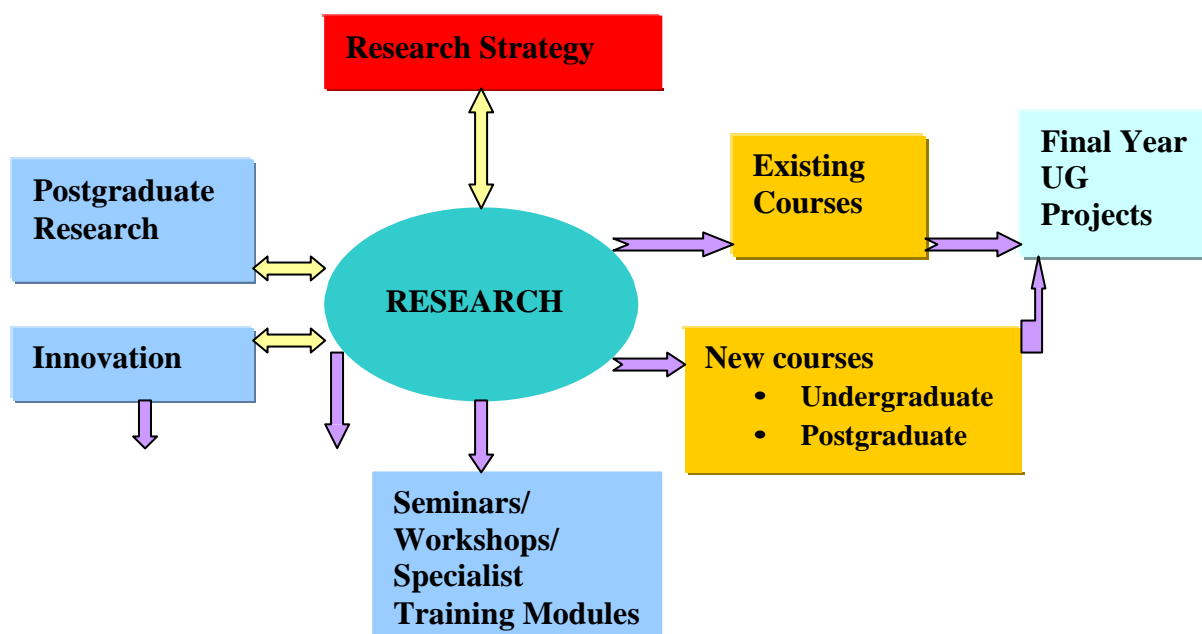 Research Strategy
Existing
Courses
Final Year
UG
Projects
Postgraduate
Research
RESEARCH
Innovation
New courses
• Undergraduate
• Postgraduate
Seminars/
Workshops/
Specialist
Training Modules